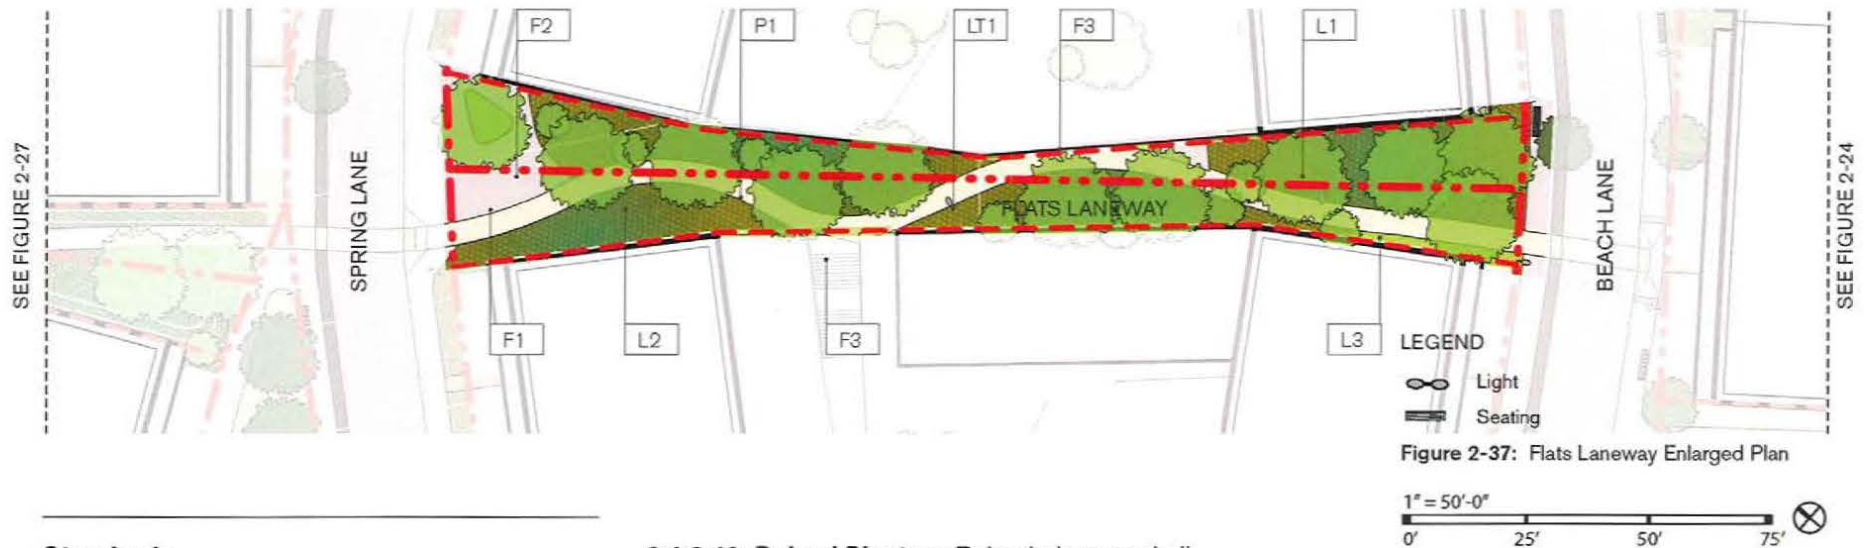 F2
P1
LT1
F3
L1
SEE FIGURE 2-27
SPRING LANE
FLATS LANEWAY
BEACH LANE
SEE FIGURE 2-24
F1
L2
F3
L3
LEGEND
Light
Seating
Figure 2-37: Flats Laneway Enlarged Plan
1" = 50'-0"
0' 25' 50' 75'